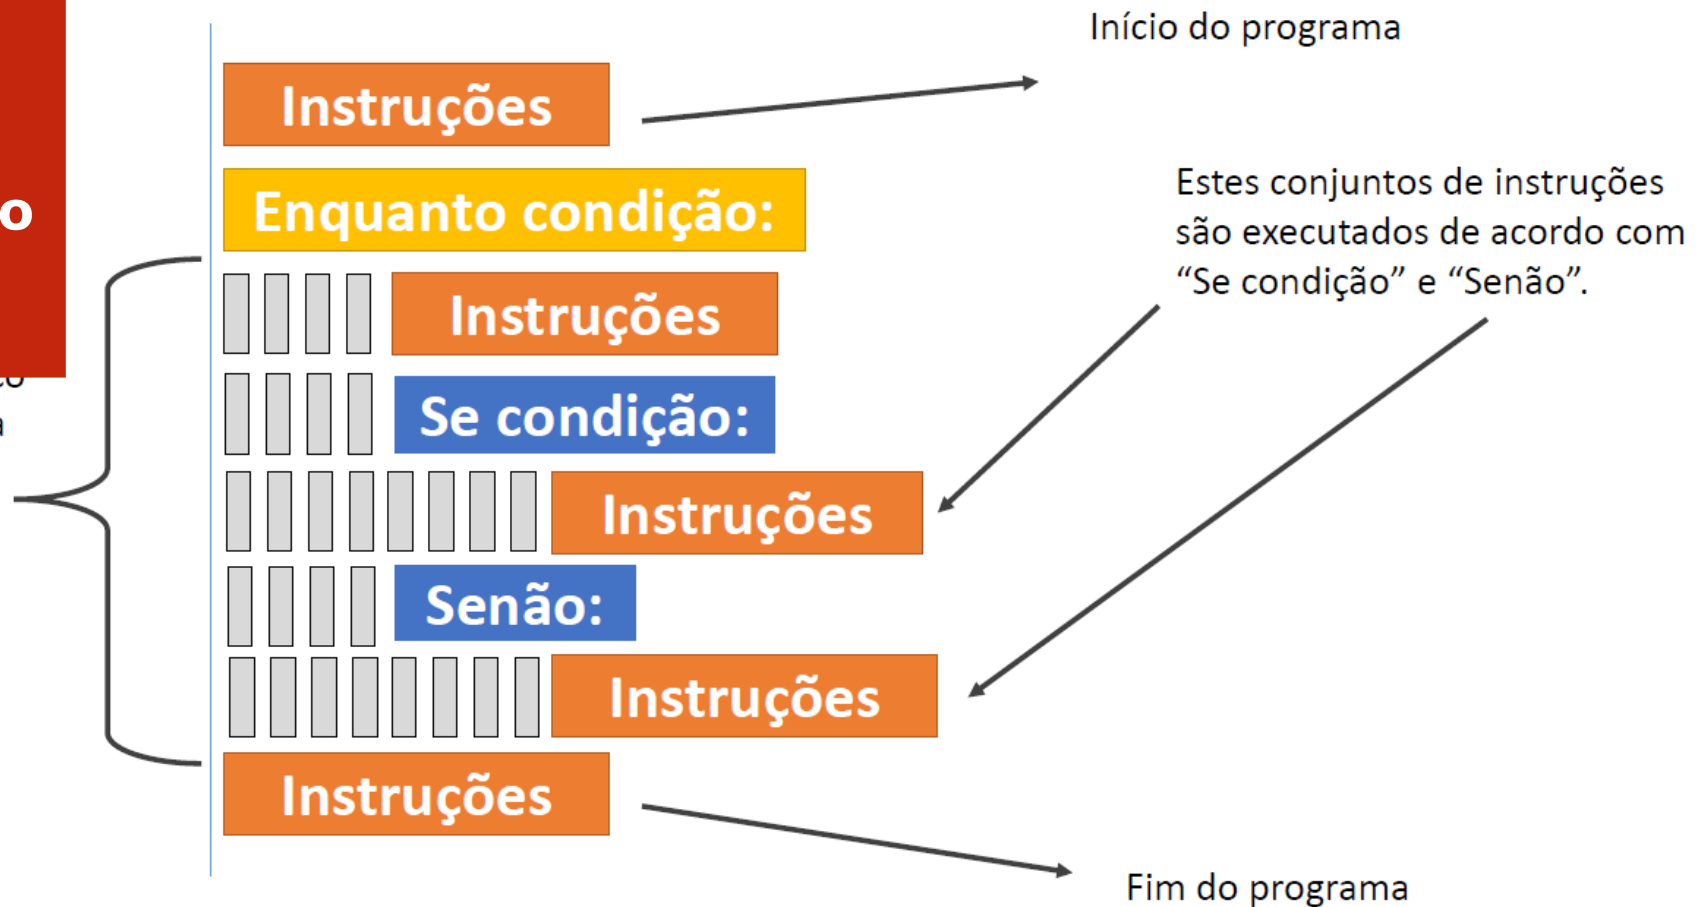 Início do programa
Instruções
o
Enquanto condição:
Estes conjuntos de instruções
são executados de acordo com
“Se condição” e “Senão”.
Instruções
Se condição:
Instruções
Senão:
Instruções
Instruções
Fim do programa